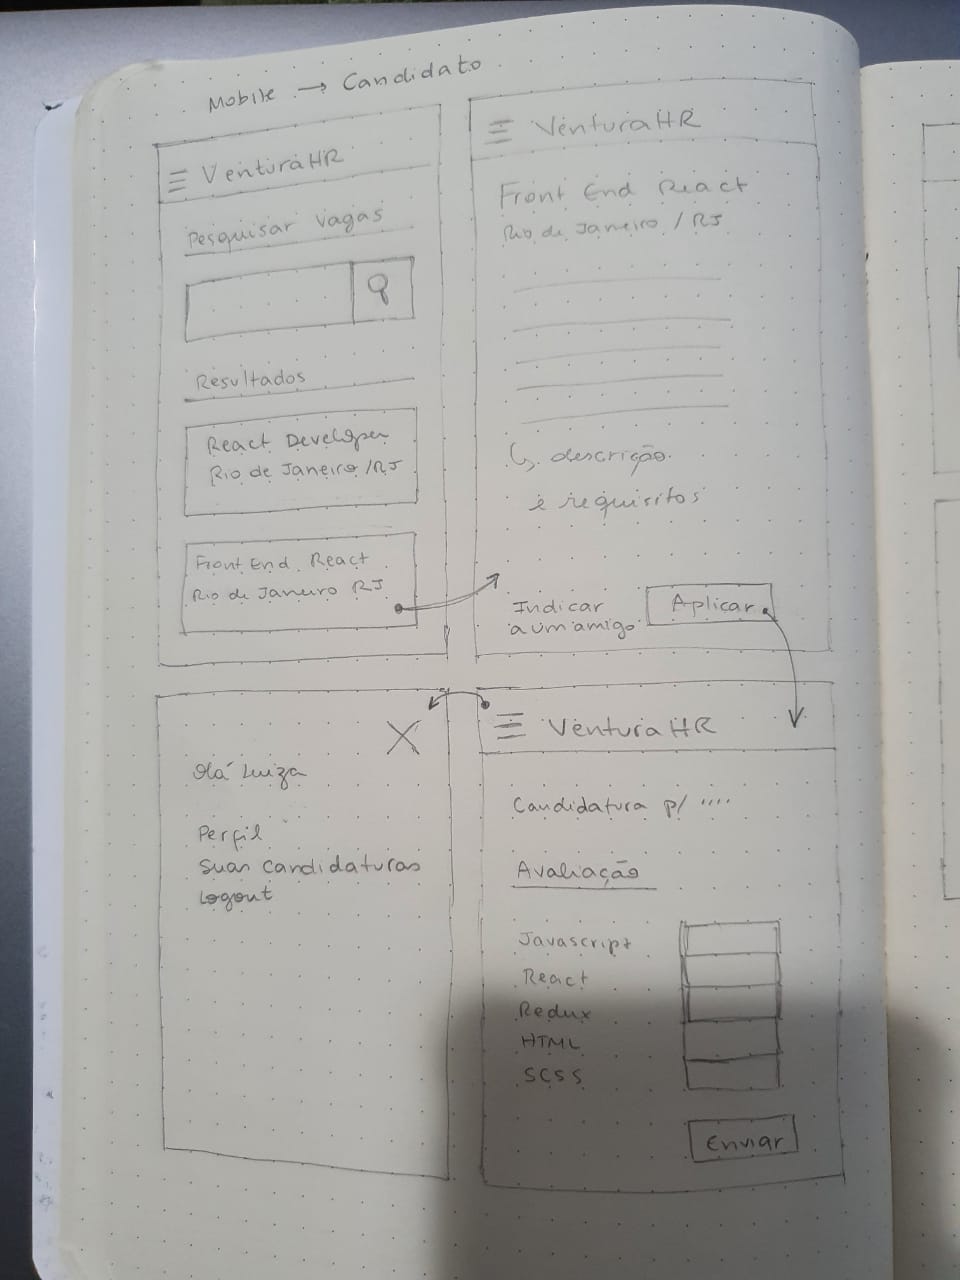 Mobile → Candidato
VenturaHR
Pesquisar Vagas
Resultados
React Developer
Rio de Janeiro /RJ
Front End React
Rio de Janeiro RJ
VenturaHR
Front End React
Rio de Janeiro / RJ
↳ descrição
e requisitos
Indicar
a um amigo
Aplicar
X
Olá Luiza
Perfil
Suas candidaturas
Logout
VenturaHR
Candidatura p/ ....
Avaliação
Javascript
React
Redux
HTML
SCSS
Enviar